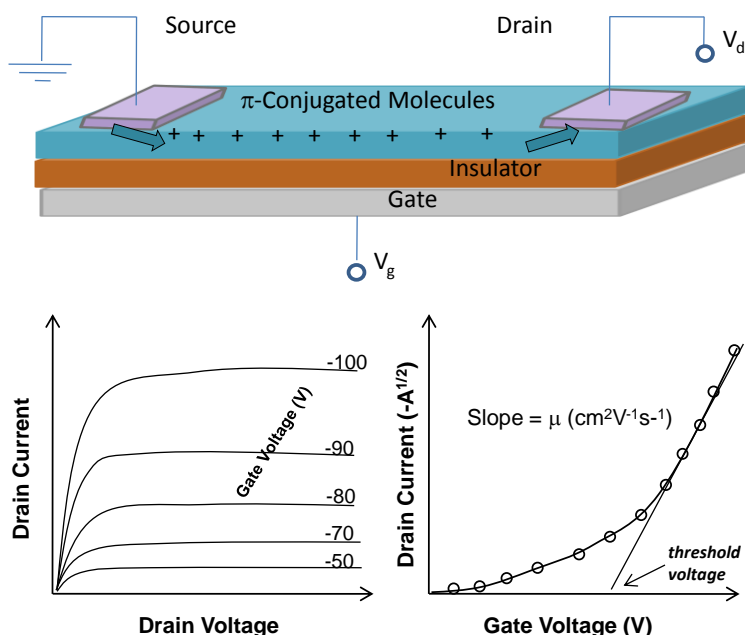 Source
Drain
V_d
π-Conjugated Molecules
+ + + + + + + + +
Insulator
Gate
V_g
Drain Current
-100
-90
-80
-70
-50
Gate Voltage (V)
Drain Voltage
Drain Current (-A^{1/2})
Slope = μ (cm²V⁻¹s-¹)
threshold
voltage
Gate Voltage (V)